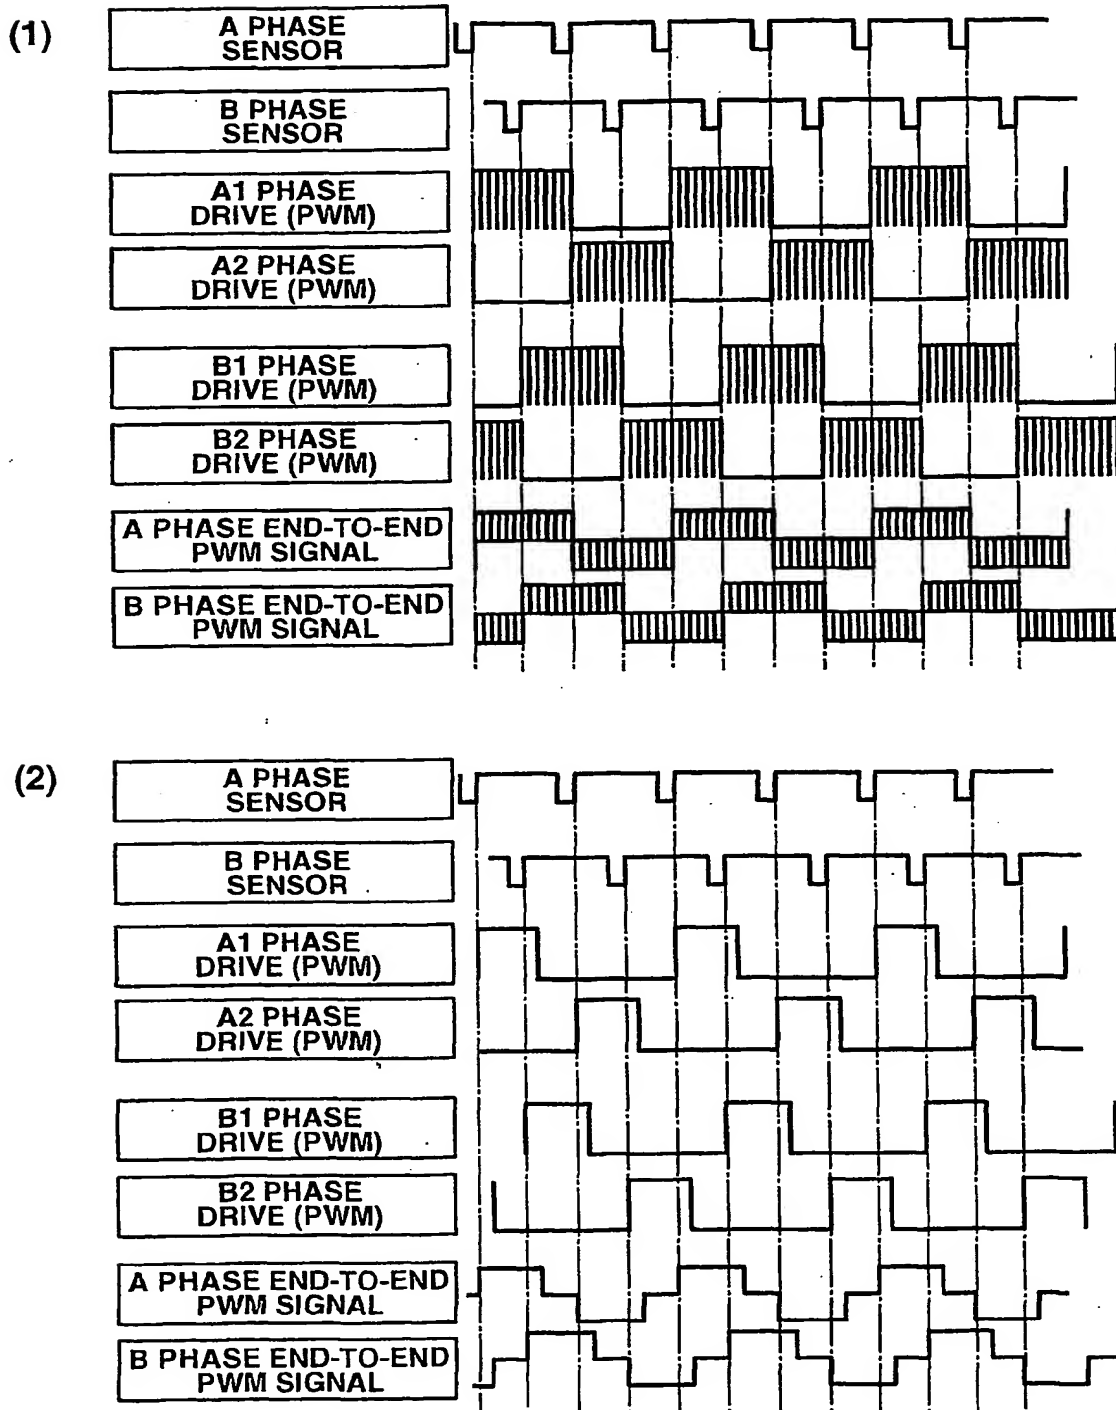 (1)
A PHASE
SENSOR
B PHASE
SENSOR
A1 PHASE
DRIVE (PWM)
A2 PHASE
DRIVE (PWM)
B1 PHASE
DRIVE (PWM)
B2 PHASE
DRIVE (PWM)
A PHASE END-TO-END
PWM SIGNAL
B PHASE END-TO-END
PWM SIGNAL
(2)
A PHASE
SENSOR
B PHASE
SENSOR
A1 PHASE
DRIVE (PWM)
A2 PHASE
DRIVE (PWM)
B1 PHASE
DRIVE (PWM)
B2 PHASE
DRIVE (PWM)
A PHASE END-TO-END
PWM SIGNAL
B PHASE END-TO-END
PWM SIGNAL